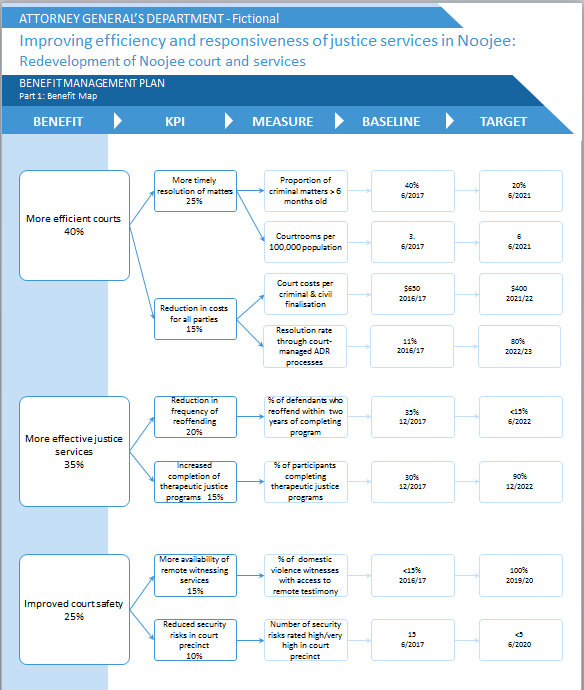 ATTORNEY GENERAL'S DEPARTMENT - Fictional
Improving efficiency and responsiveness of justice services in Noojee:
Redevelopment of Noojee court and services
BENEFIT MANAGEMENT PLAN
Part 1: Benefit Map
BENEFIT
KPI
MEASURE
BASELINE
TARGET
More efficient courts
40%
More timely
resolution of matters
25%
Proportion of
criminal matters > 6
months old
40%
6/2017
20%
6/2021
Courtrooms per
100,000 population
3.
6/2017
6
6/2021
Reduction in costs
for all parties
15%
Court costs per
criminal & civil
finalisation
$650
2016/17
$400
2021/22
Resolution rate
through court-
managed ADR
processes
11%
2016/17
80%
2022/23
More effective justice
services
35%
Reduction in
frequency of
reoffending
20%
% of defendants who
reoffend within two
years of completing
program
35%
12/2017
<15%
6/2022
Increased
completion of
therapeutic justice
programs 15%
% of participants
completing
therapeutic justice
programs
30%
12/2017
90%
12/2022
Improved court safety
25%
More availability of
remote witnessing
services
15%
% of domestic
violence witnesses
with access to
remote testimony
<15%
2016/17
100%
2019/20
Reduced security
risks in court
precinct
10%
Number of security
risks rated high/very
high in court
precinct
15
6/2017
<5
6/2020